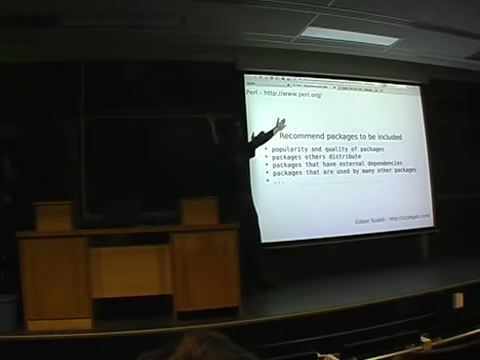 Perl - http://www.perl.org/
Recommend packages to be included
* popularity and quality of packages
* packages others distribute
* packages that have external dependencies
* packages that are used by many other packages
* ...
Gábor Szabó - http://szabgab.com/